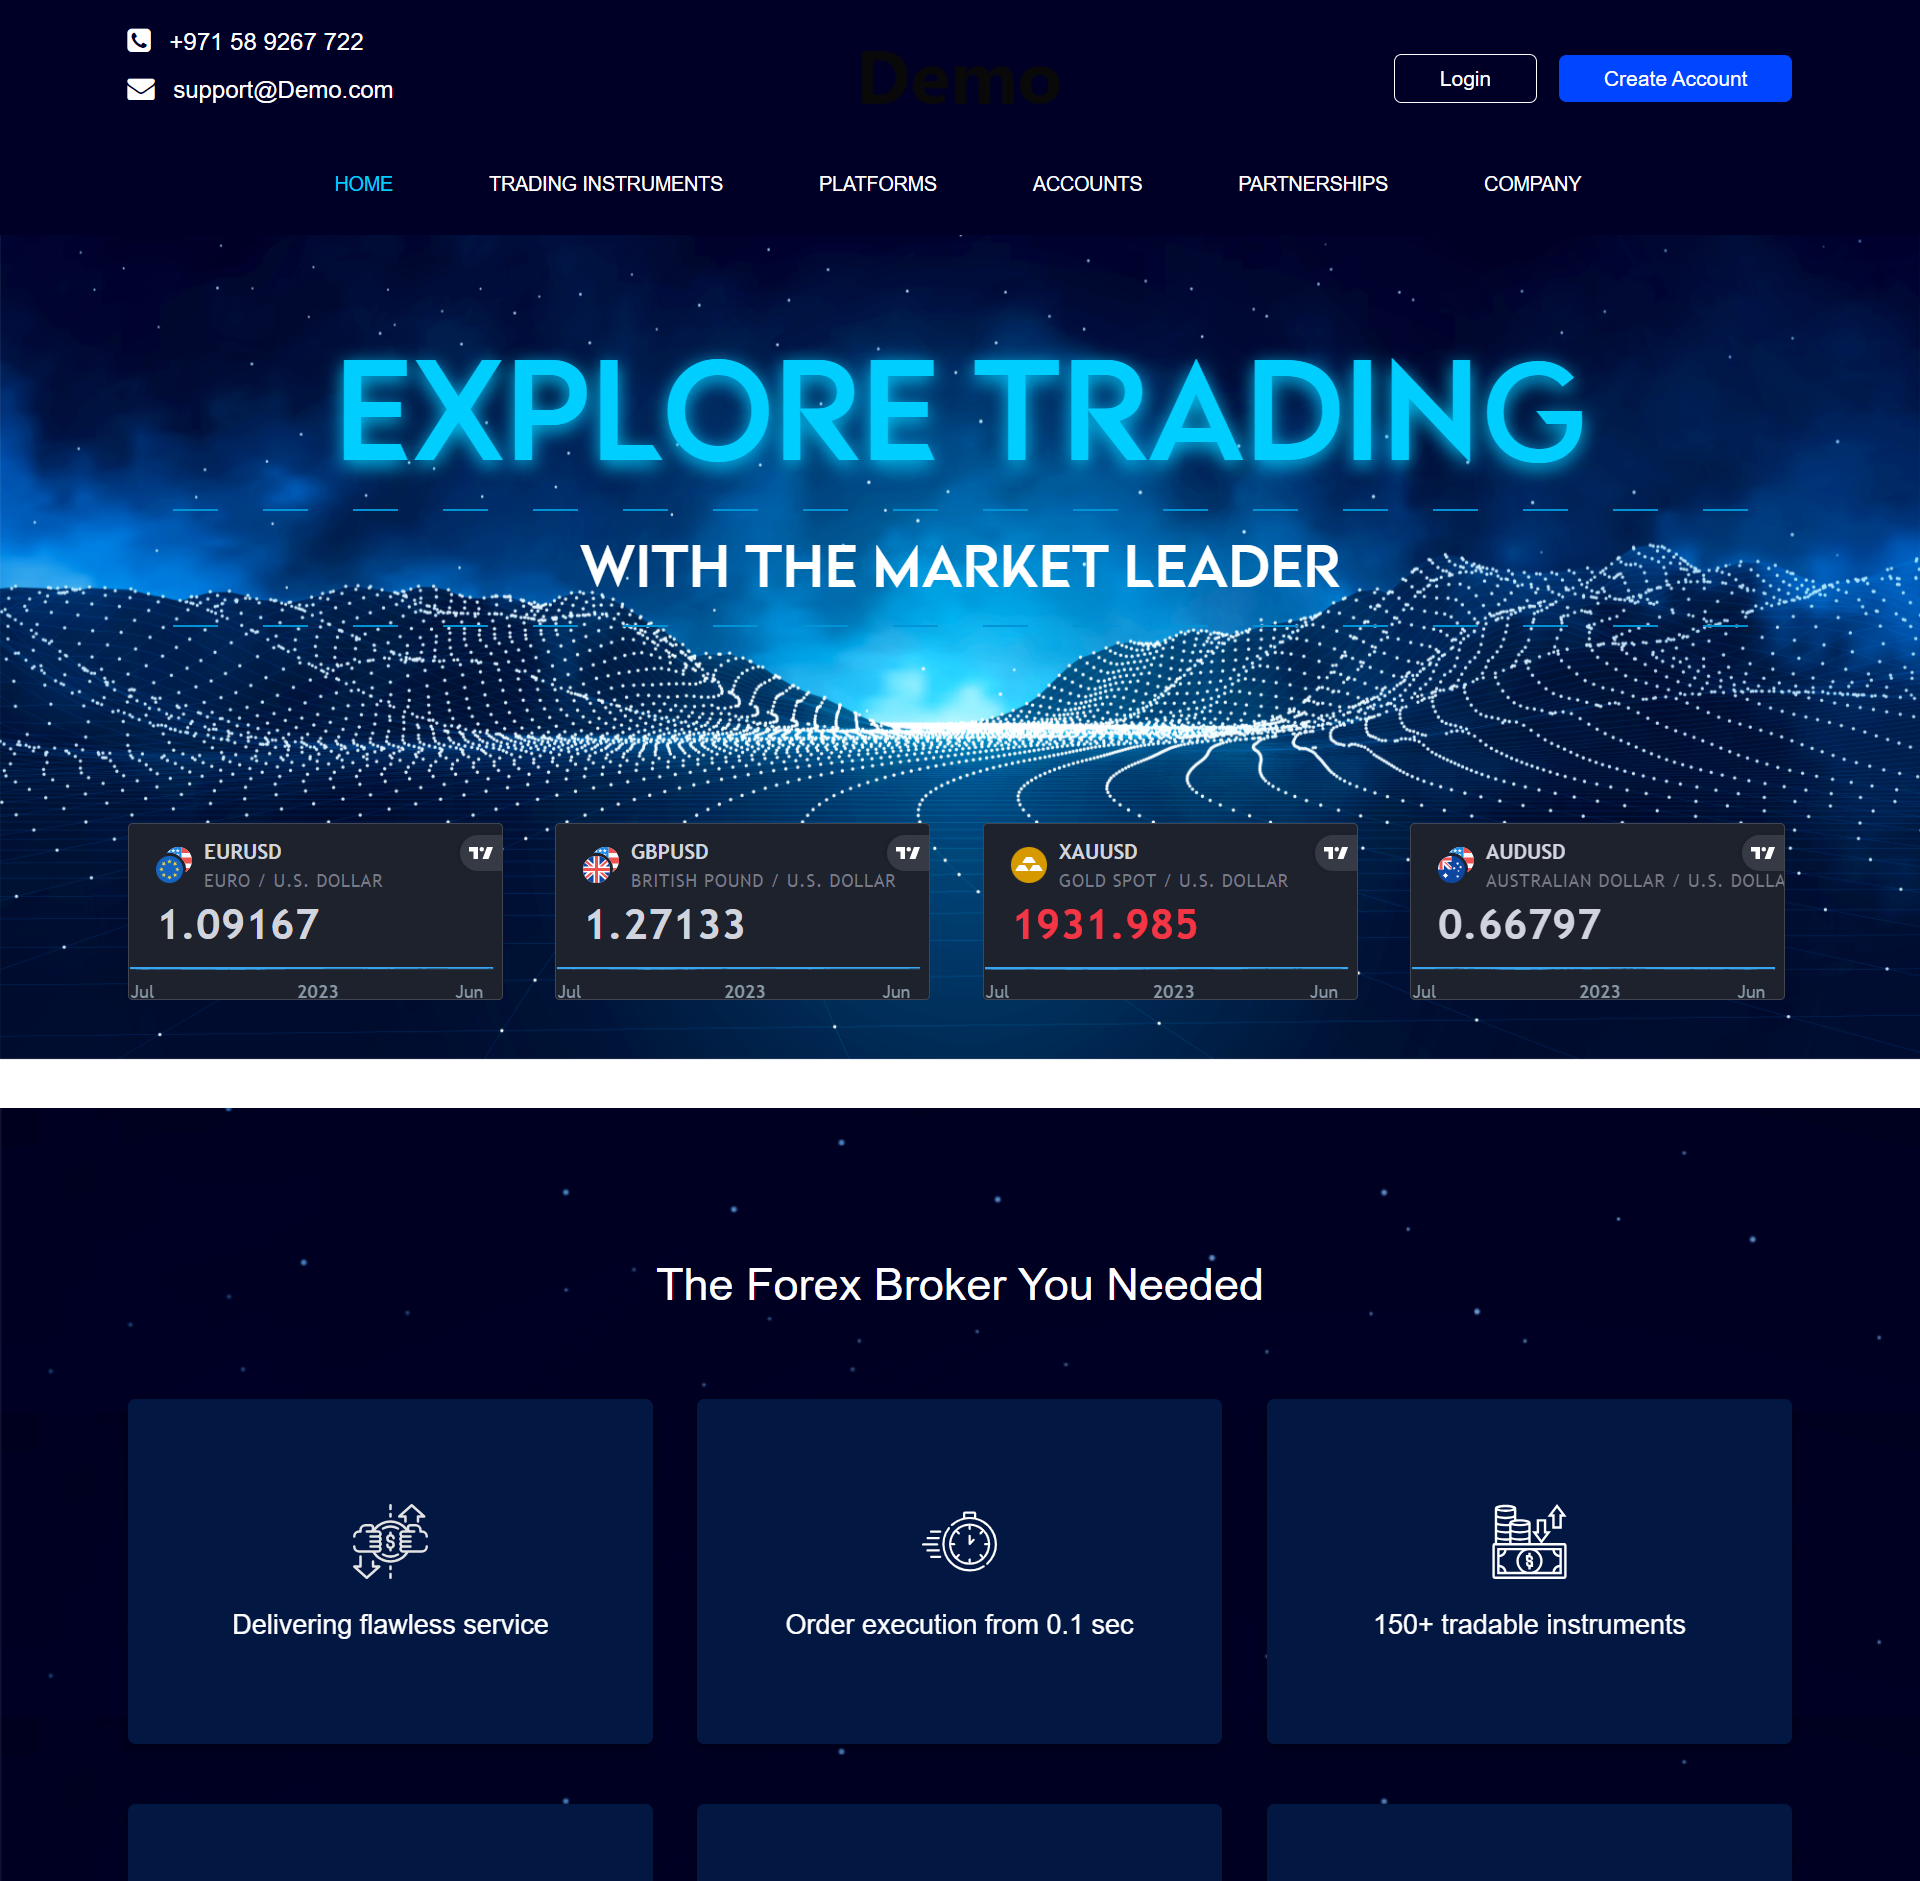 +971 58 9267 722
support@Demo.com
Demo
Login
Create Account
HOME
TRADING INSTRUMENTS
PLATFORMS
ACCOUNTS
PARTNERSHIPS
COMPANY
EXPLORE TRADING
WITH THE MARKET LEADER
EURUSD
EURO / U.S. DOLLAR
1.09167
Jul 2023 Jun
GBPUSD
BRITISH POUND / U.S. DOLLAR
1.27133
Jul 2023 Jun
XAUUSD
GOLD SPOT / U.S. DOLLAR
1931.985
Jul 2023 Jun
AUDUSD
AUSTRALIAN DOLLAR / U.S. DOLLA
0.66797
Jul 2023 Jun
The Forex Broker You Needed
Delivering flawless service
Order execution from 0.1 sec
150+ tradable instruments